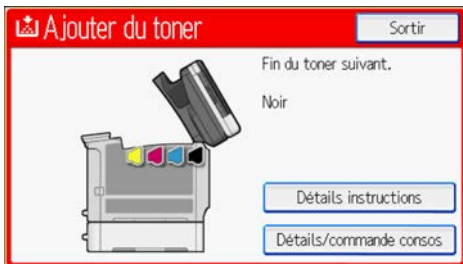 Ajouter du toner
Sortir
Fin du toner suivant.
Noir
Détails instructions
Détails/commande consos